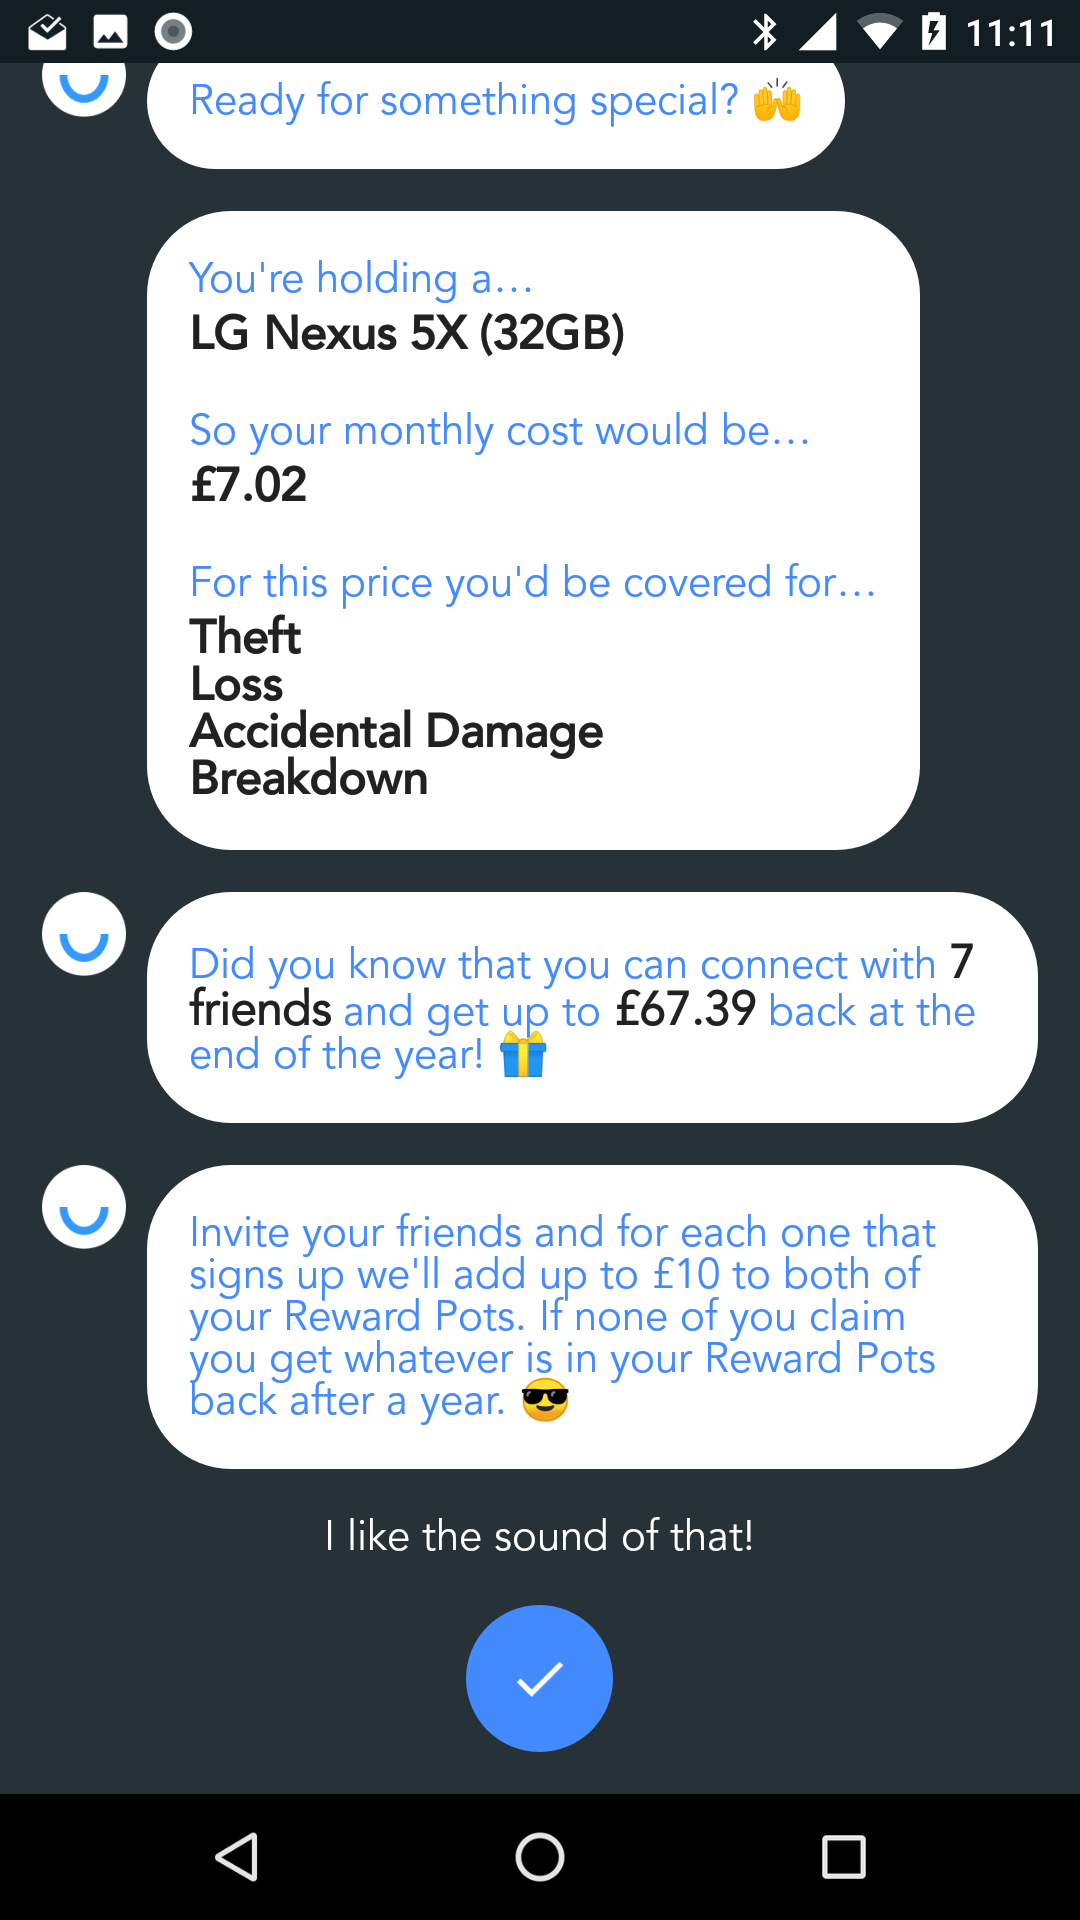 11:11
Ready for something special? 🙌
You're holding a...
LG Nexus 5X (32GB)
So your monthly cost would be...
£7.02
For this price you'd be covered for...
Theft
Loss
Accidental Damage
Breakdown
Did you know that you can connect with 7
friends and get up to £67.39 back at the
end of the year! 🎁
Invite your friends and for each one that
signs up we'll add up to £10 to both of
your Reward Pots. If none of you claim
you get whatever is in your Reward Pots
back after a year. 😎
I like the sound of that!